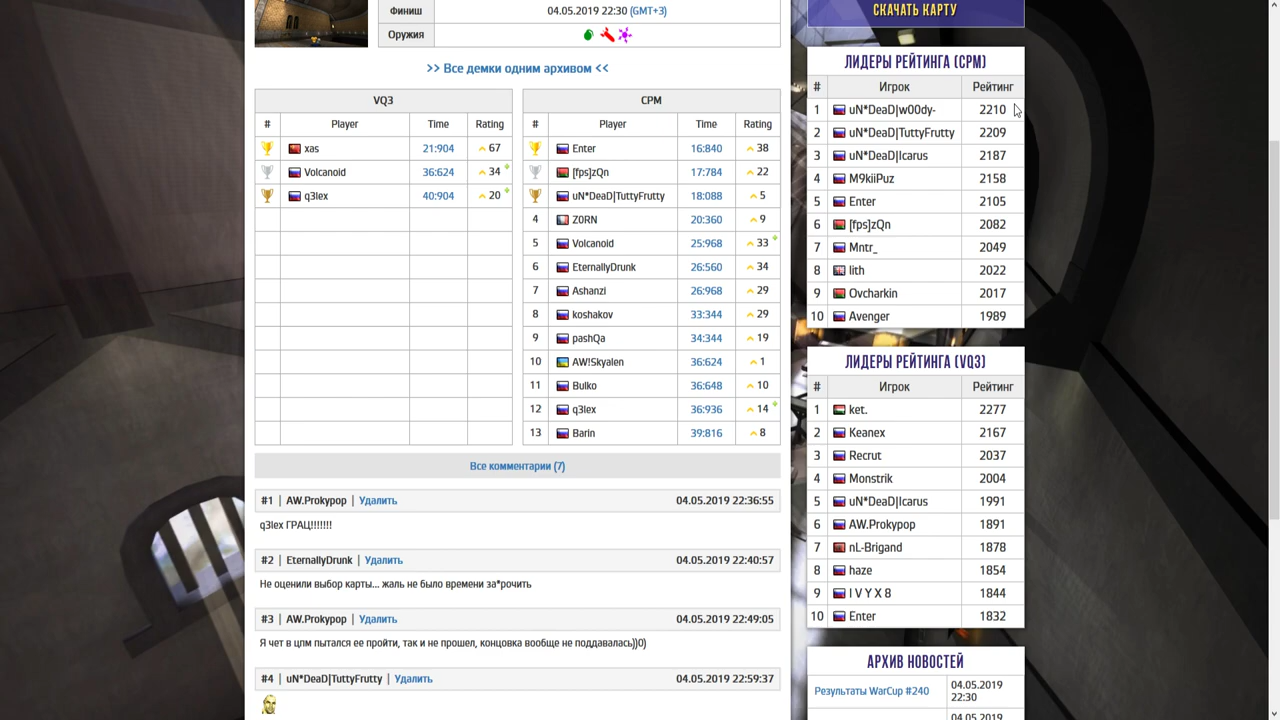 Финиш 04.05.2019 22:30 (GMT+3)
Оружия
>> Все демки одним архивом <<
VQ3
# Player Time Rating
xas 21:904 67
Volcanoid 36:624 34
q3lex 40:904 20
CPM
# Player Time Rating
Enter 16:840 38
[fps]zQn 17:784 22
uN*DeaD|TuttyFrutty 18:088 5
4 Z0RN 20:360 9
5 Volcanoid 25:968 33
6 EternallyDrunk 26:560 34
7 Ashanzi 26:968 29
8 koshakov 33:344 29
9 pashQa 34:344 19
10 AW!Skyalen 36:624 1
11 Bulko 36:648 10
12 q3lex 36:936 14
13 Barin 39:816 8
Все комментарии (7)
#1 | AW.Prokypop | Удалить 04.05.2019 22:36:55
q3lex ГРАЦ!!!!!!!
#2 | EternallyDrunk | Удалить 04.05.2019 22:40:57
Не оценили выбор карты... жаль не было времени за*рочить
#3 | AW.Prokypop | Удалить 04.05.2019 22:49:05
Я чет в цпм пытался ее пройти, так и не прошел, концовка вообще не поддавалась))0)
#4 | uN*DeaD|TuttyFrutty | Удалить 04.05.2019 22:59:37
СКАЧАТЬ КАРТУ
ЛИДЕРЫ РЕЙТИНГА (CPM)
# Игрок Рейтинг
1 uN*DeaD|w00dy- 2210
2 uN*DeaD|TuttyFrutty 2209
3 uN*DeaD|Icarus 2187
4 M9kiiPuz 2158
5 Enter 2105
6 [fps]zQn 2082
7 Mntr_ 2049
8 lith 2022
9 Ovcharkin 2017
10 Avenger 1989
ЛИДЕРЫ РЕЙТИНГА (VQ3)
# Игрок Рейтинг
1 ket. 2277
2 Keanex 2167
3 Recrut 2037
4 Monstrik 2004
5 uN*DeaD|Icarus 1991
6 AW.Prokypop 1891
7 nL-Brigand 1878
8 haze 1854
9 I V Y X 8 1844
10 Enter 1832
АРХИВ НОВОСТЕЙ
Результаты WarCup #240 04.05.2019
22:30